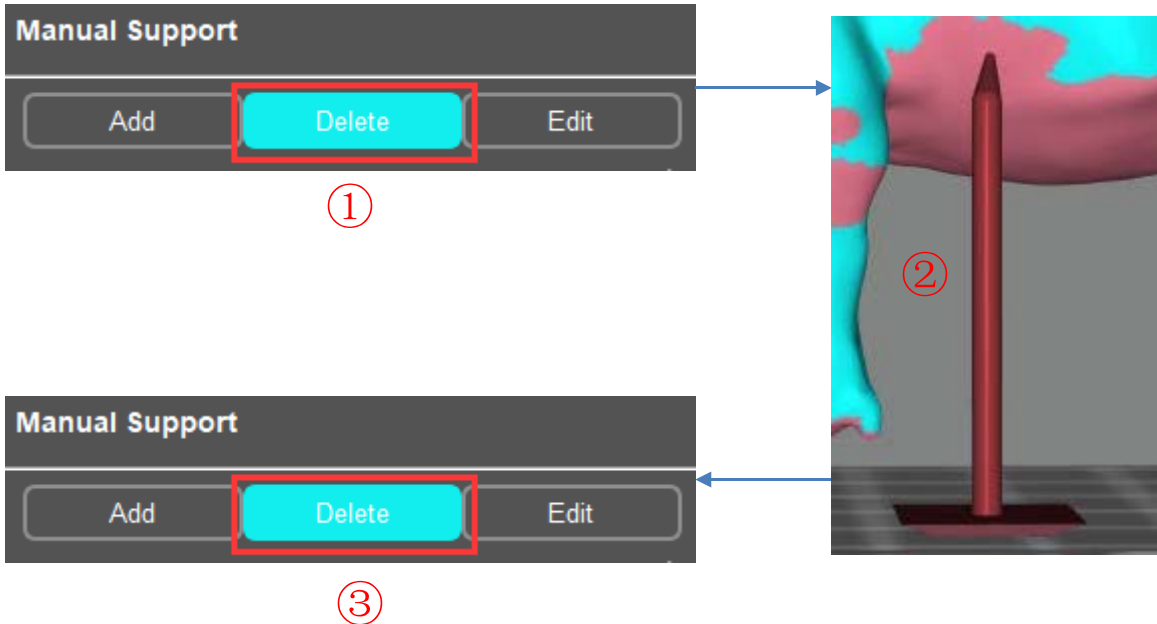 Manual Support
Add Delete Edit
①
②
Manual Support
Add Delete Edit
③